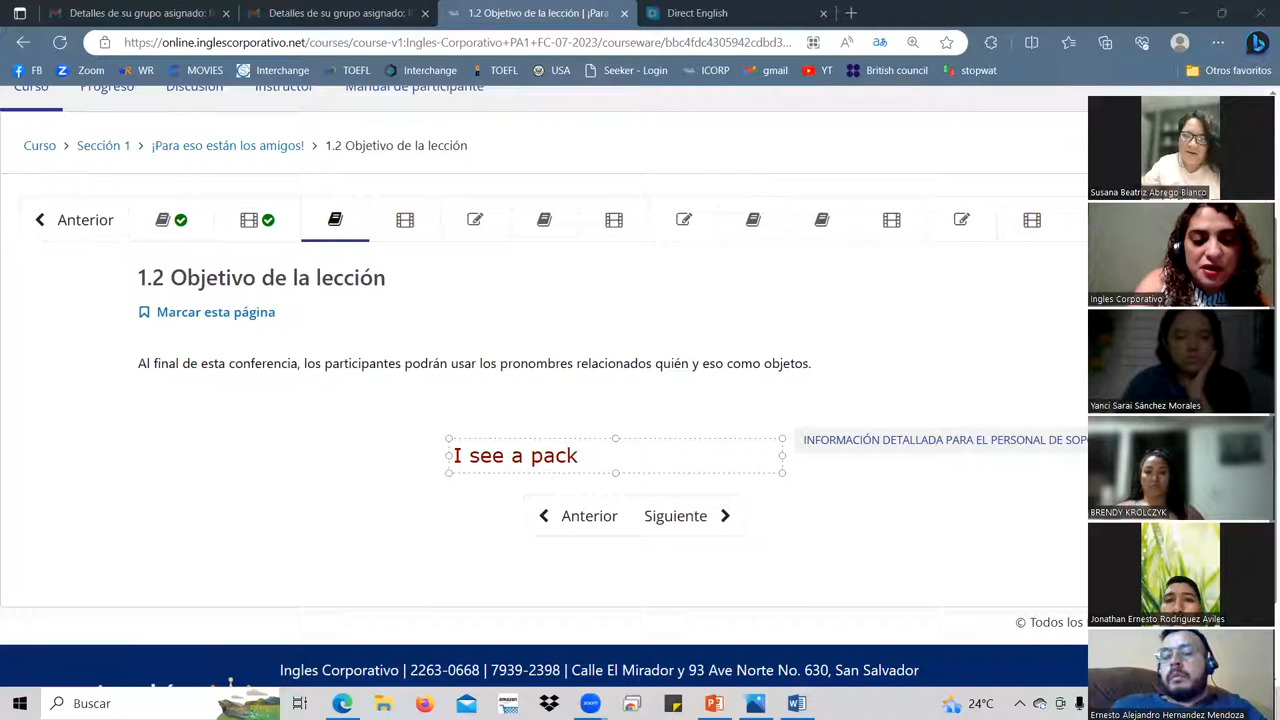 Detalles de su grupo asignado: I
Detalles de su grupo asignado: I
1.2 Objetivo de la lección | ¡Para
Direct English
https://online.inglescorporativo.net/courses/course-v1:Ingles-Corporativo+PA1+FC-07-2023/courseware/bbc4fdc4305942cdbd3...
FB
Zoom
WR
MOVIES
Interchange
TOEFL
Interchange
TOEFL
USA
Seeker - Login
ICORP
gmail
YT
British council
stopwat
Otros favoritos
Curso
Progreso
Discusión
Instructor
Manual de participante
Curso > Sección 1 > ¡Para eso están los amigos! > 1.2 Objetivo de la lección
Anterior
1.2 Objetivo de la lección
Marcar esta página
Al final de esta conferencia, los participantes podrán usar los pronombres relacionados quién y eso como objetos.
INFORMACIÓN DETALLADA PARA EL PERSONAL DE SOP
I see a pack
Anterior
Siguiente
© Todos los
Ingles Corporativo | 2263-0668 | 7939-2398 | Calle El Mirador y 93 Ave Norte No. 630, San Salvador
Buscar
amazon
24°C
Susana Beatriz Abrego Blanco
Ingles Corporativo
Yanci Sarai Sánchez Morales
BRENDY KROLCZYK
Jonathan Ernesto Rodriguez Aviles
Ernesto Alejandro Hernandez Mendoza